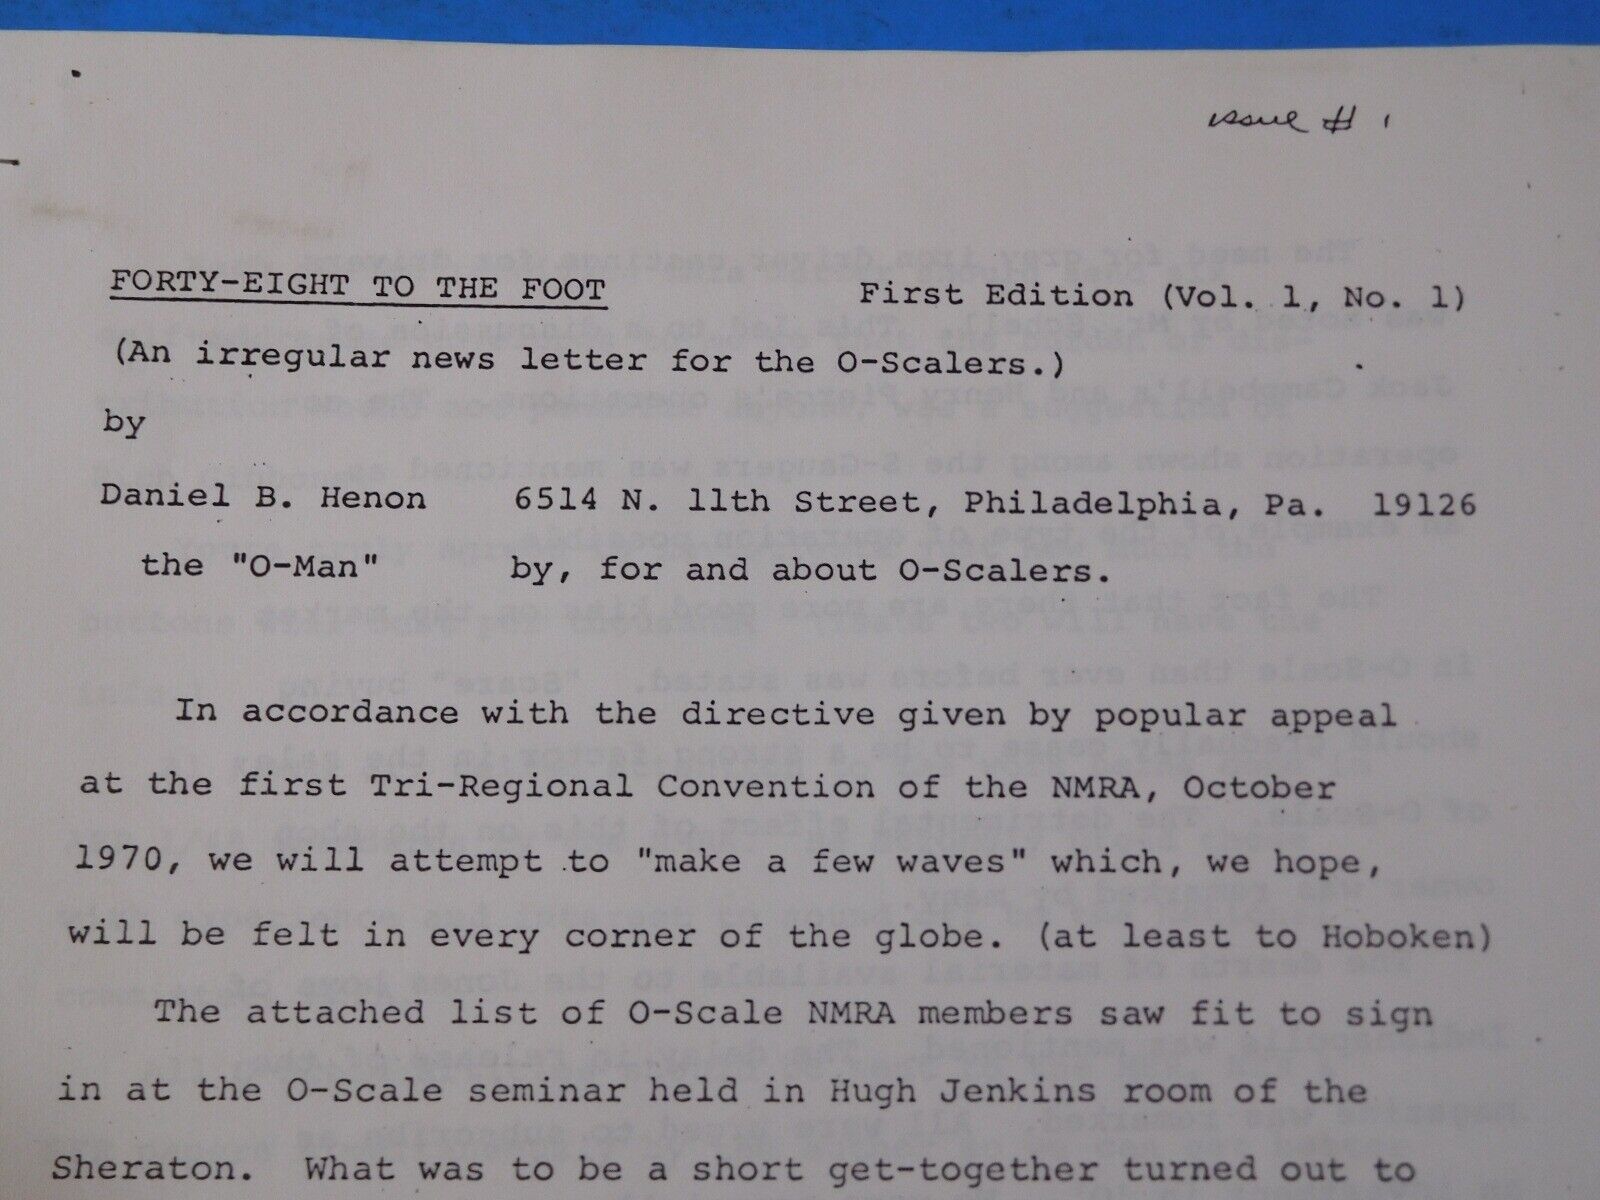 issue # 1
FORTY-EIGHT TO THE FOOT First Edition (Vol. 1, No. 1)
(An irregular news letter for the O-Scalers.)
by
Daniel B. Henon 6514 N. 11th Street, Philadelphia, Pa. 19126
the "O-Man" by, for and about O-Scalers.
In accordance with the directive given by popular appeal
at the first Tri-Regional Convention of the NMRA, October
1970, we will attempt to "make a few waves" which, we hope,
will be felt in every corner of the globe. (at least to Hoboken)
The attached list of O-Scale NMRA members saw fit to sign
in at the O-Scale seminar held in Hugh Jenkins room of the
Sheraton. What was to be a short get-together turned out to